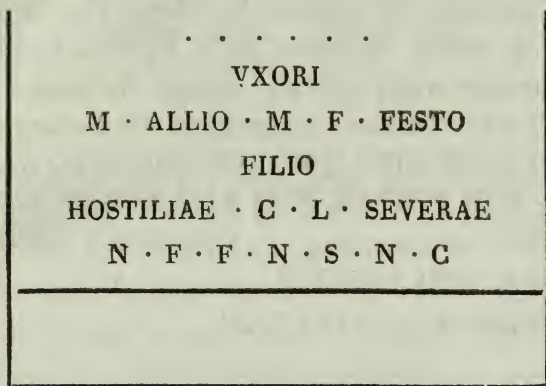 . . . . . .
VXORI
M · ALLIO · M · F · FESTO
FILIO
HOSTILIAE · C · L · SEVERAE
N · F · F · N · S · N · C